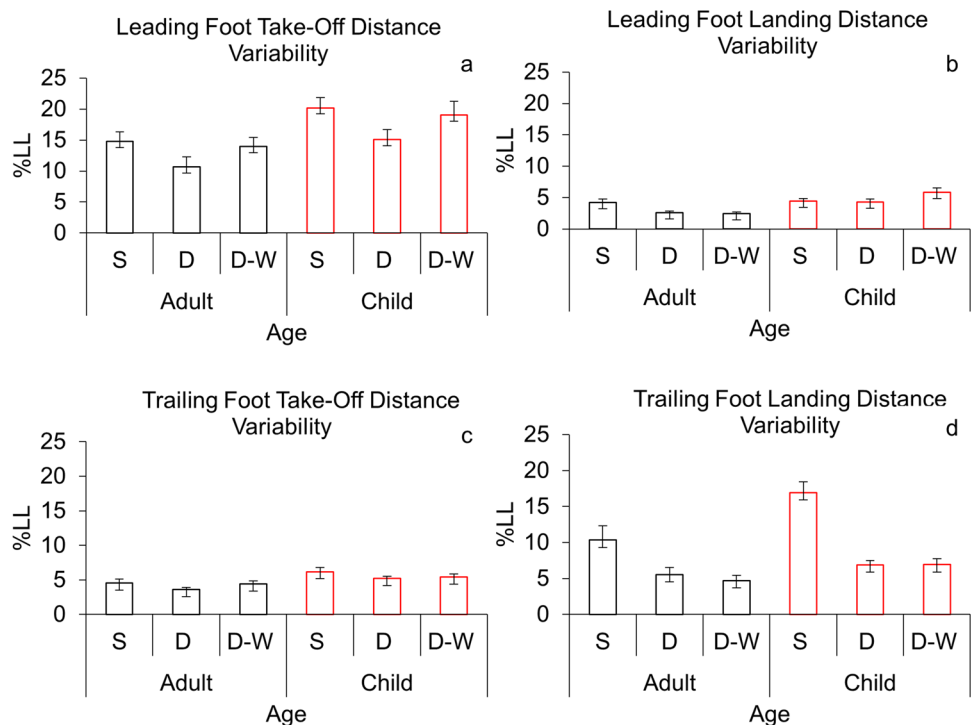 Leading Foot Take-Off Distance
Variability
a
25
20
15
10
5
0
%LL
S D D-W S D D-W
Adult Child
Age
Leading Foot Landing Distance
Variability
b
25
20
15
10
5
0
%LL
S D D-W S D D-W
Adult Child
Age
Trailing Foot Take-Off Distance
Variability
c
25
20
15
10
5
0
%LL
S D D-W S D D-W
Adult Child
Age
Trailing Foot Landing Distance
Variability
d
25
20
15
10
5
0
%LL
S D D-W S D D-W
Adult Child
Age